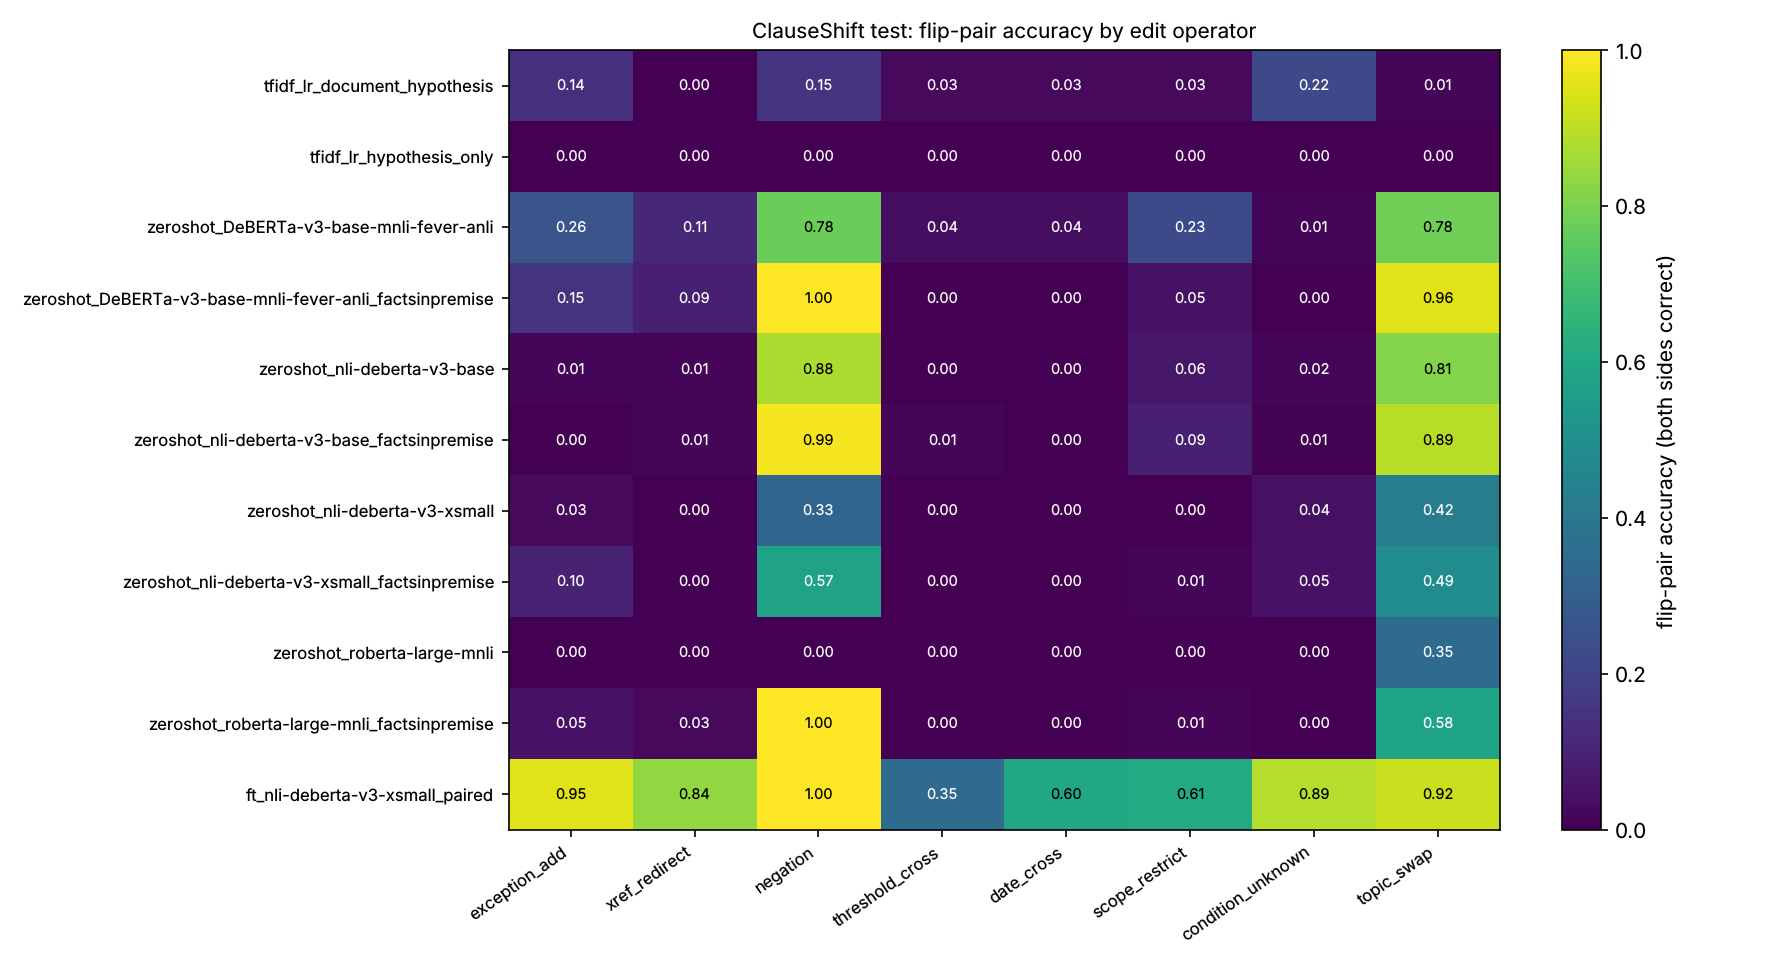 ClauseShift test: flip-pair accuracy by edit operator
tfidf_lr_document_hypothesis 0.14 0.00 0.15 0.03 0.03 0.03 0.22 0.01
tfidf_lr_hypothesis_only 0.00 0.00 0.00 0.00 0.00 0.00 0.00 0.00
zeroshot_DeBERTa-v3-base-mnli-fever-anli 0.26 0.11 0.78 0.04 0.04 0.23 0.01 0.78
zeroshot_DeBERTa-v3-base-mnli-fever-anli_factsinpremise 0.15 0.09 1.00 0.00 0.00 0.05 0.00 0.96
zeroshot_nli-deberta-v3-base 0.01 0.01 0.88 0.00 0.00 0.06 0.02 0.81
zeroshot_nli-deberta-v3-base_factsinpremise 0.00 0.01 0.99 0.01 0.00 0.09 0.01 0.89
zeroshot_nli-deberta-v3-xsmall 0.03 0.00 0.33 0.00 0.00 0.00 0.04 0.42
zeroshot_nli-deberta-v3-xsmall_factsinpremise 0.10 0.00 0.57 0.00 0.00 0.01 0.05 0.49
zeroshot_roberta-large-mnli 0.00 0.00 0.00 0.00 0.00 0.00 0.00 0.35
zeroshot_roberta-large-mnli_factsinpremise 0.05 0.03 1.00 0.00 0.00 0.01 0.00 0.58
ft_nli-deberta-v3-xsmall_paired 0.95 0.84 1.00 0.35 0.60 0.61 0.89 0.92
exception_add xref_redirect negation threshold_cross date_cross scope_restrict condition_unknown topic_swap
1.0
0.8
0.6
0.4
0.2
0.0
flip-pair accuracy (both sides correct)